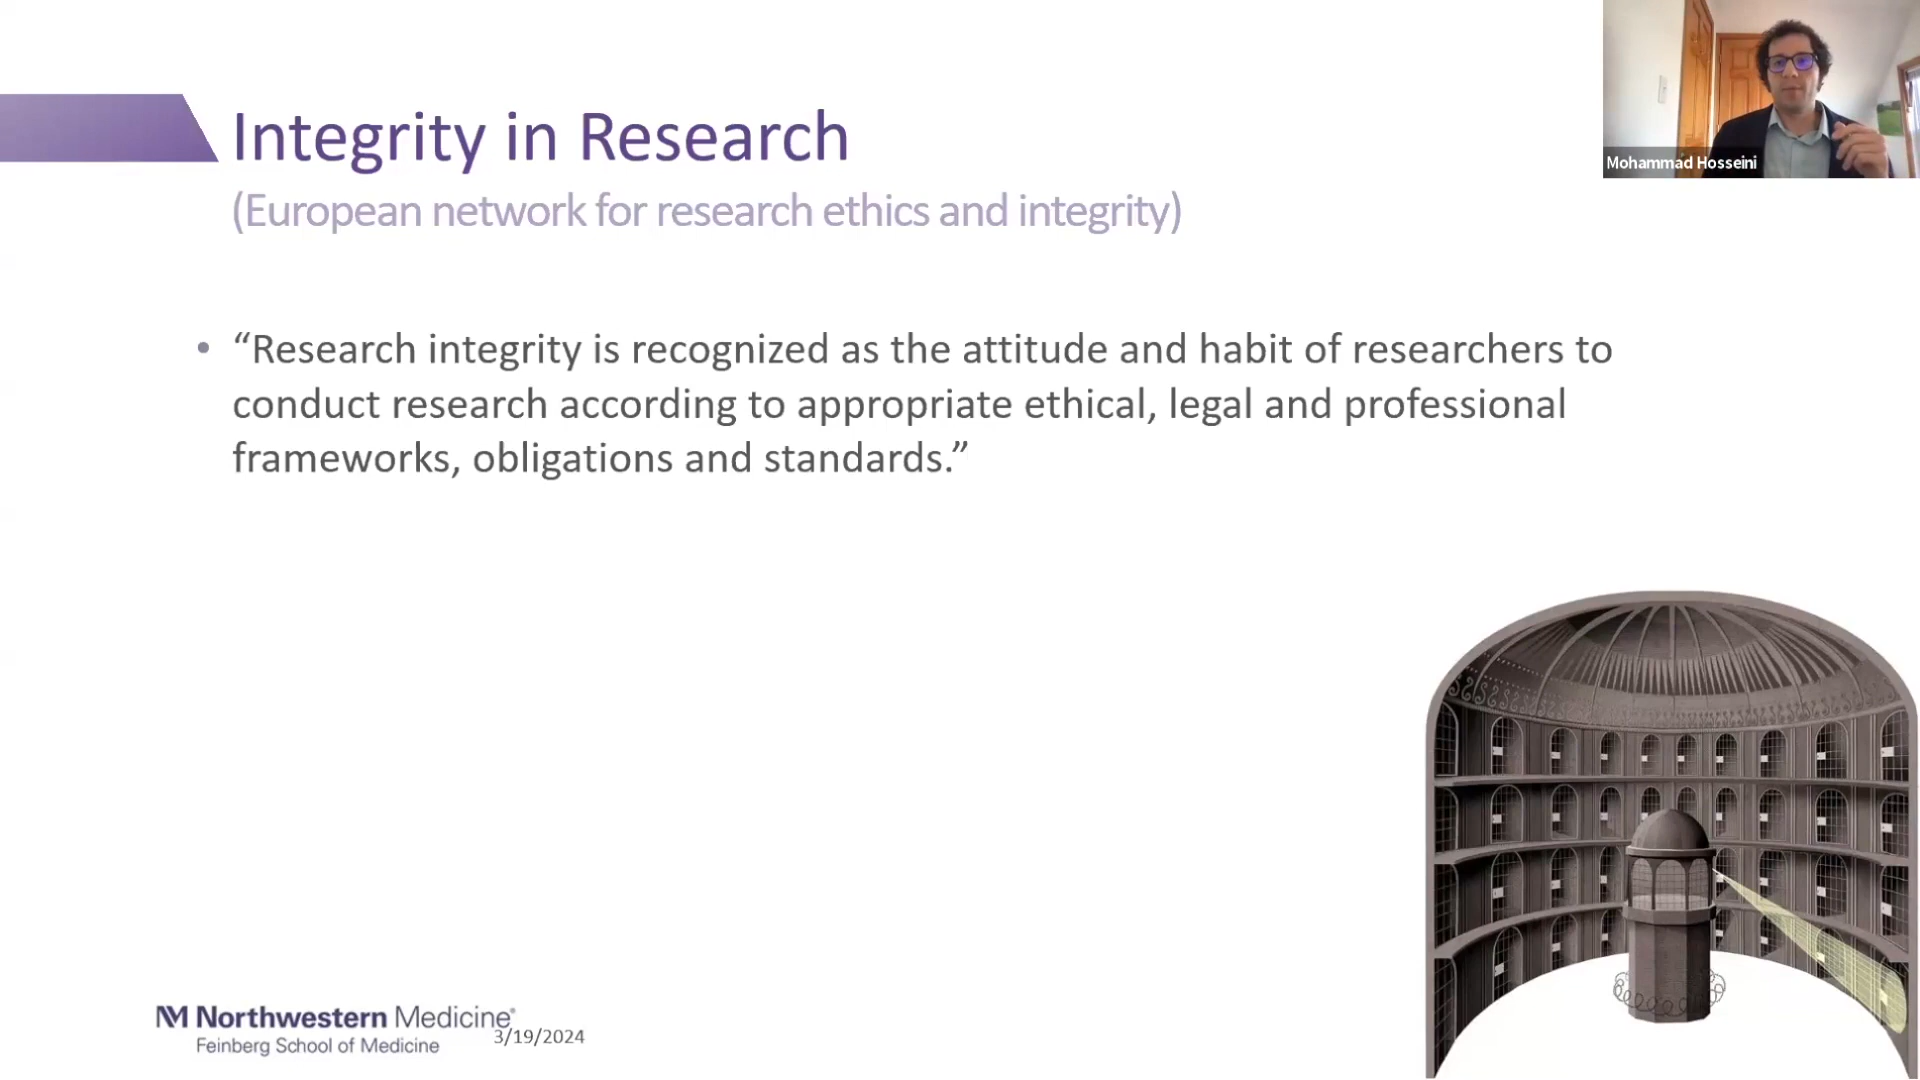 Integrity in Research
(European network for research ethics and integrity)
• “Research integrity is recognized as the attitude and habit of researchers to
conduct research according to appropriate ethical, legal and professional
frameworks, obligations and standards.”
Mohammad Hosseini
NM Northwestern Medicine®
Feinberg School of Medicine
3/19/2024